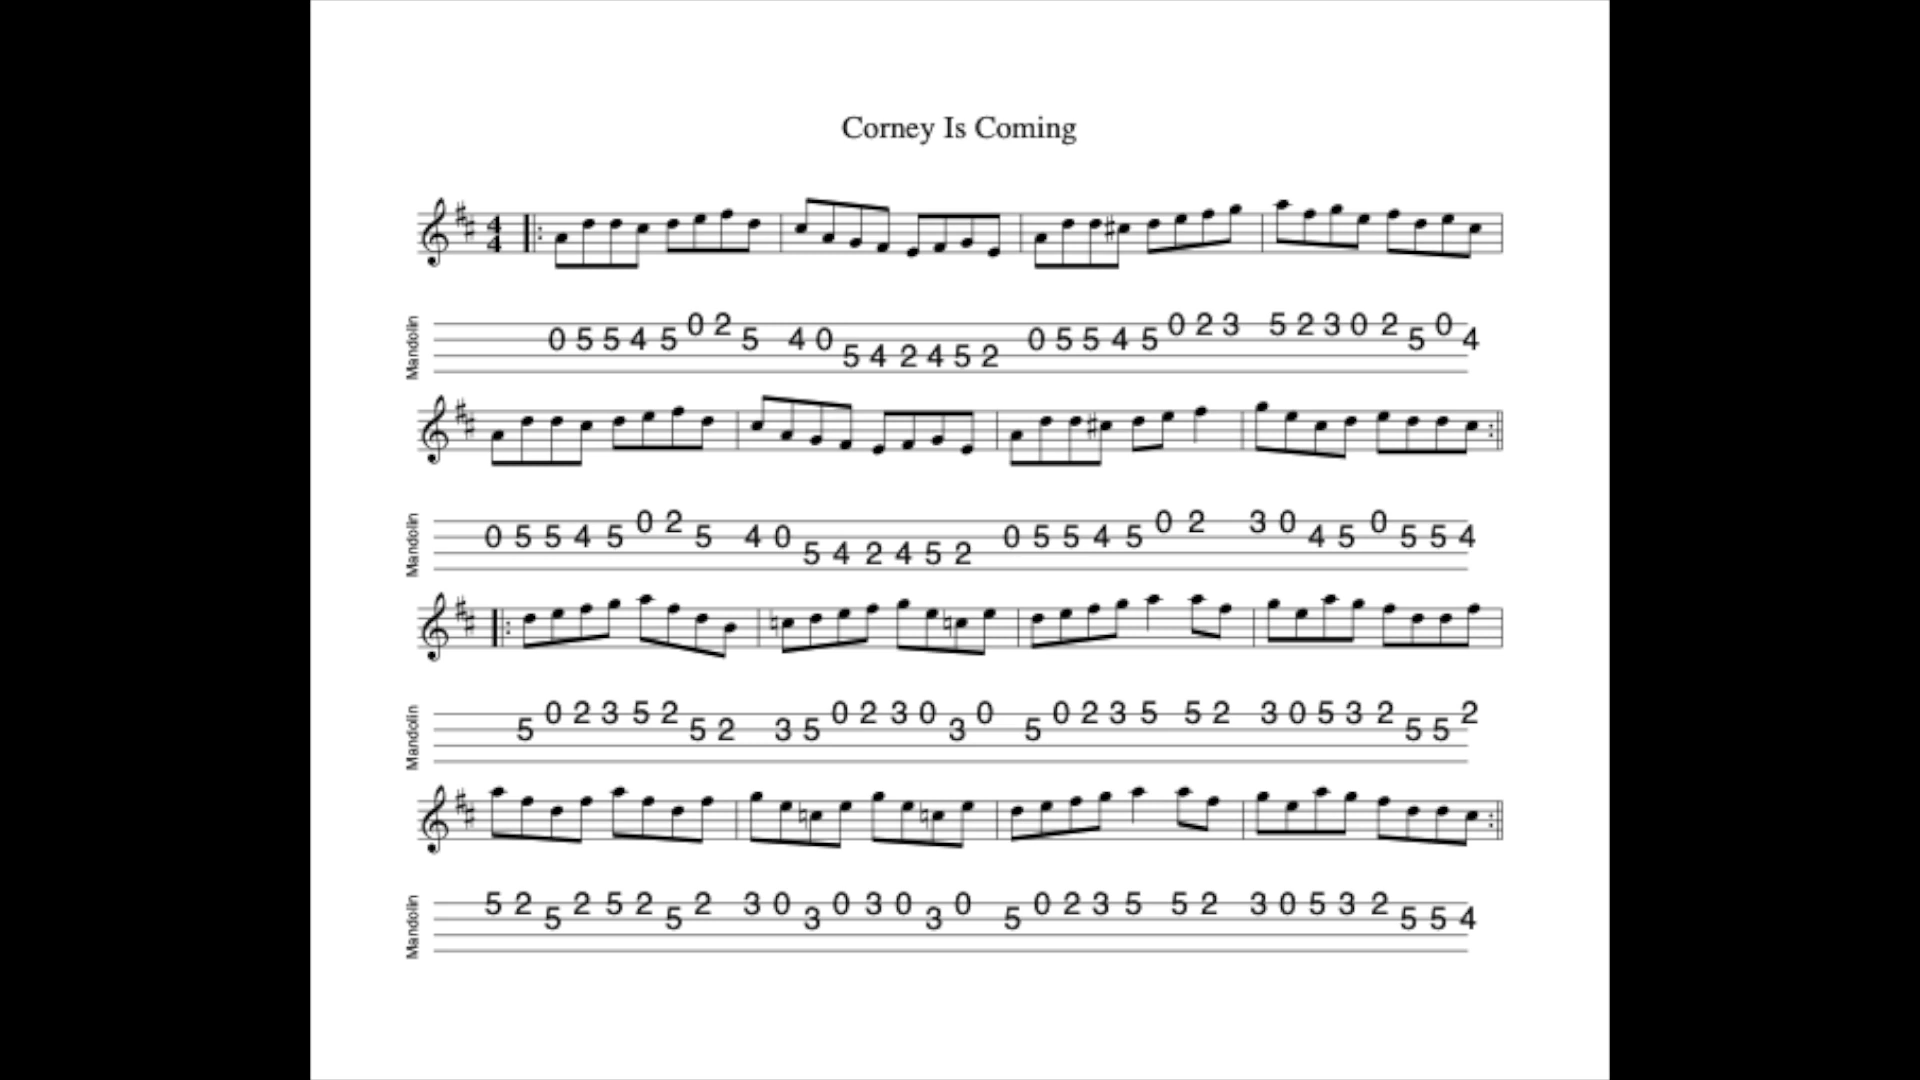 Corney Is Coming
4
4
Mandolin
0 5 5 4 5 0 2 5 4 0 5 4 2 4 5 2 0 5 5 4 5 0 2 3 5 2 3 0 2 5 0 4
Mandolin
0 5 5 4 5 0 2 5 4 0 5 4 2 4 5 2 0 5 5 4 5 0 2 3 0 4 5 0 5 5 4
Mandolin
5 0 2 3 5 2 5 2 3 5 0 2 3 0 3 0 5 0 2 3 5 5 2 3 0 5 3 2 5 5 2
Mandolin
5 2 5 2 5 2 5 2 3 0 3 0 3 0 3 0 5 0 2 3 5 5 2 3 0 5 3 2 5 5 4